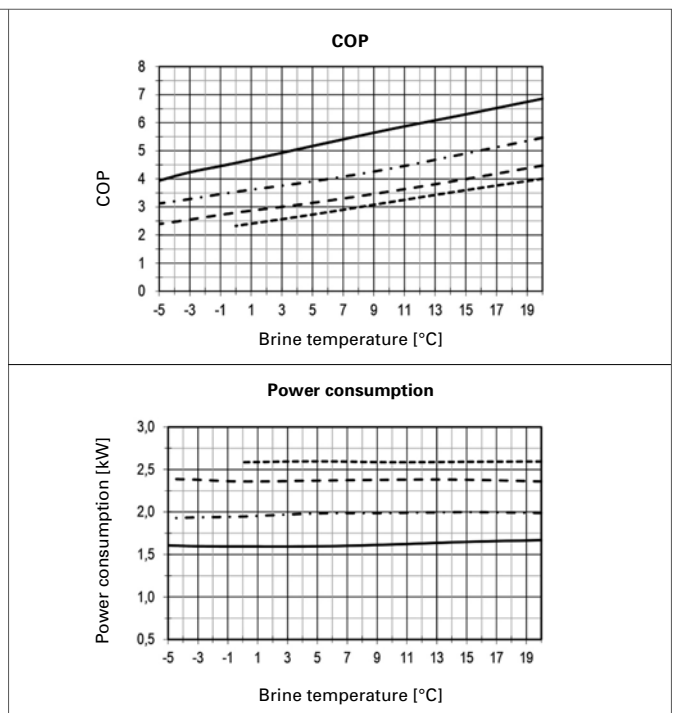 COP
8
7
6
5
4
3
2
1
0
COP
-5 -3 -1 1 3 5 7 9 11 13 15 17 19
Brine temperature [°C]
Power consumption
3,0
2,5
2,0
1,5
1,0
0,5
Power consumption [kW]
-5 -3 -1 1 3 5 7 9 11 13 15 17 19
Brine temperature [°C]